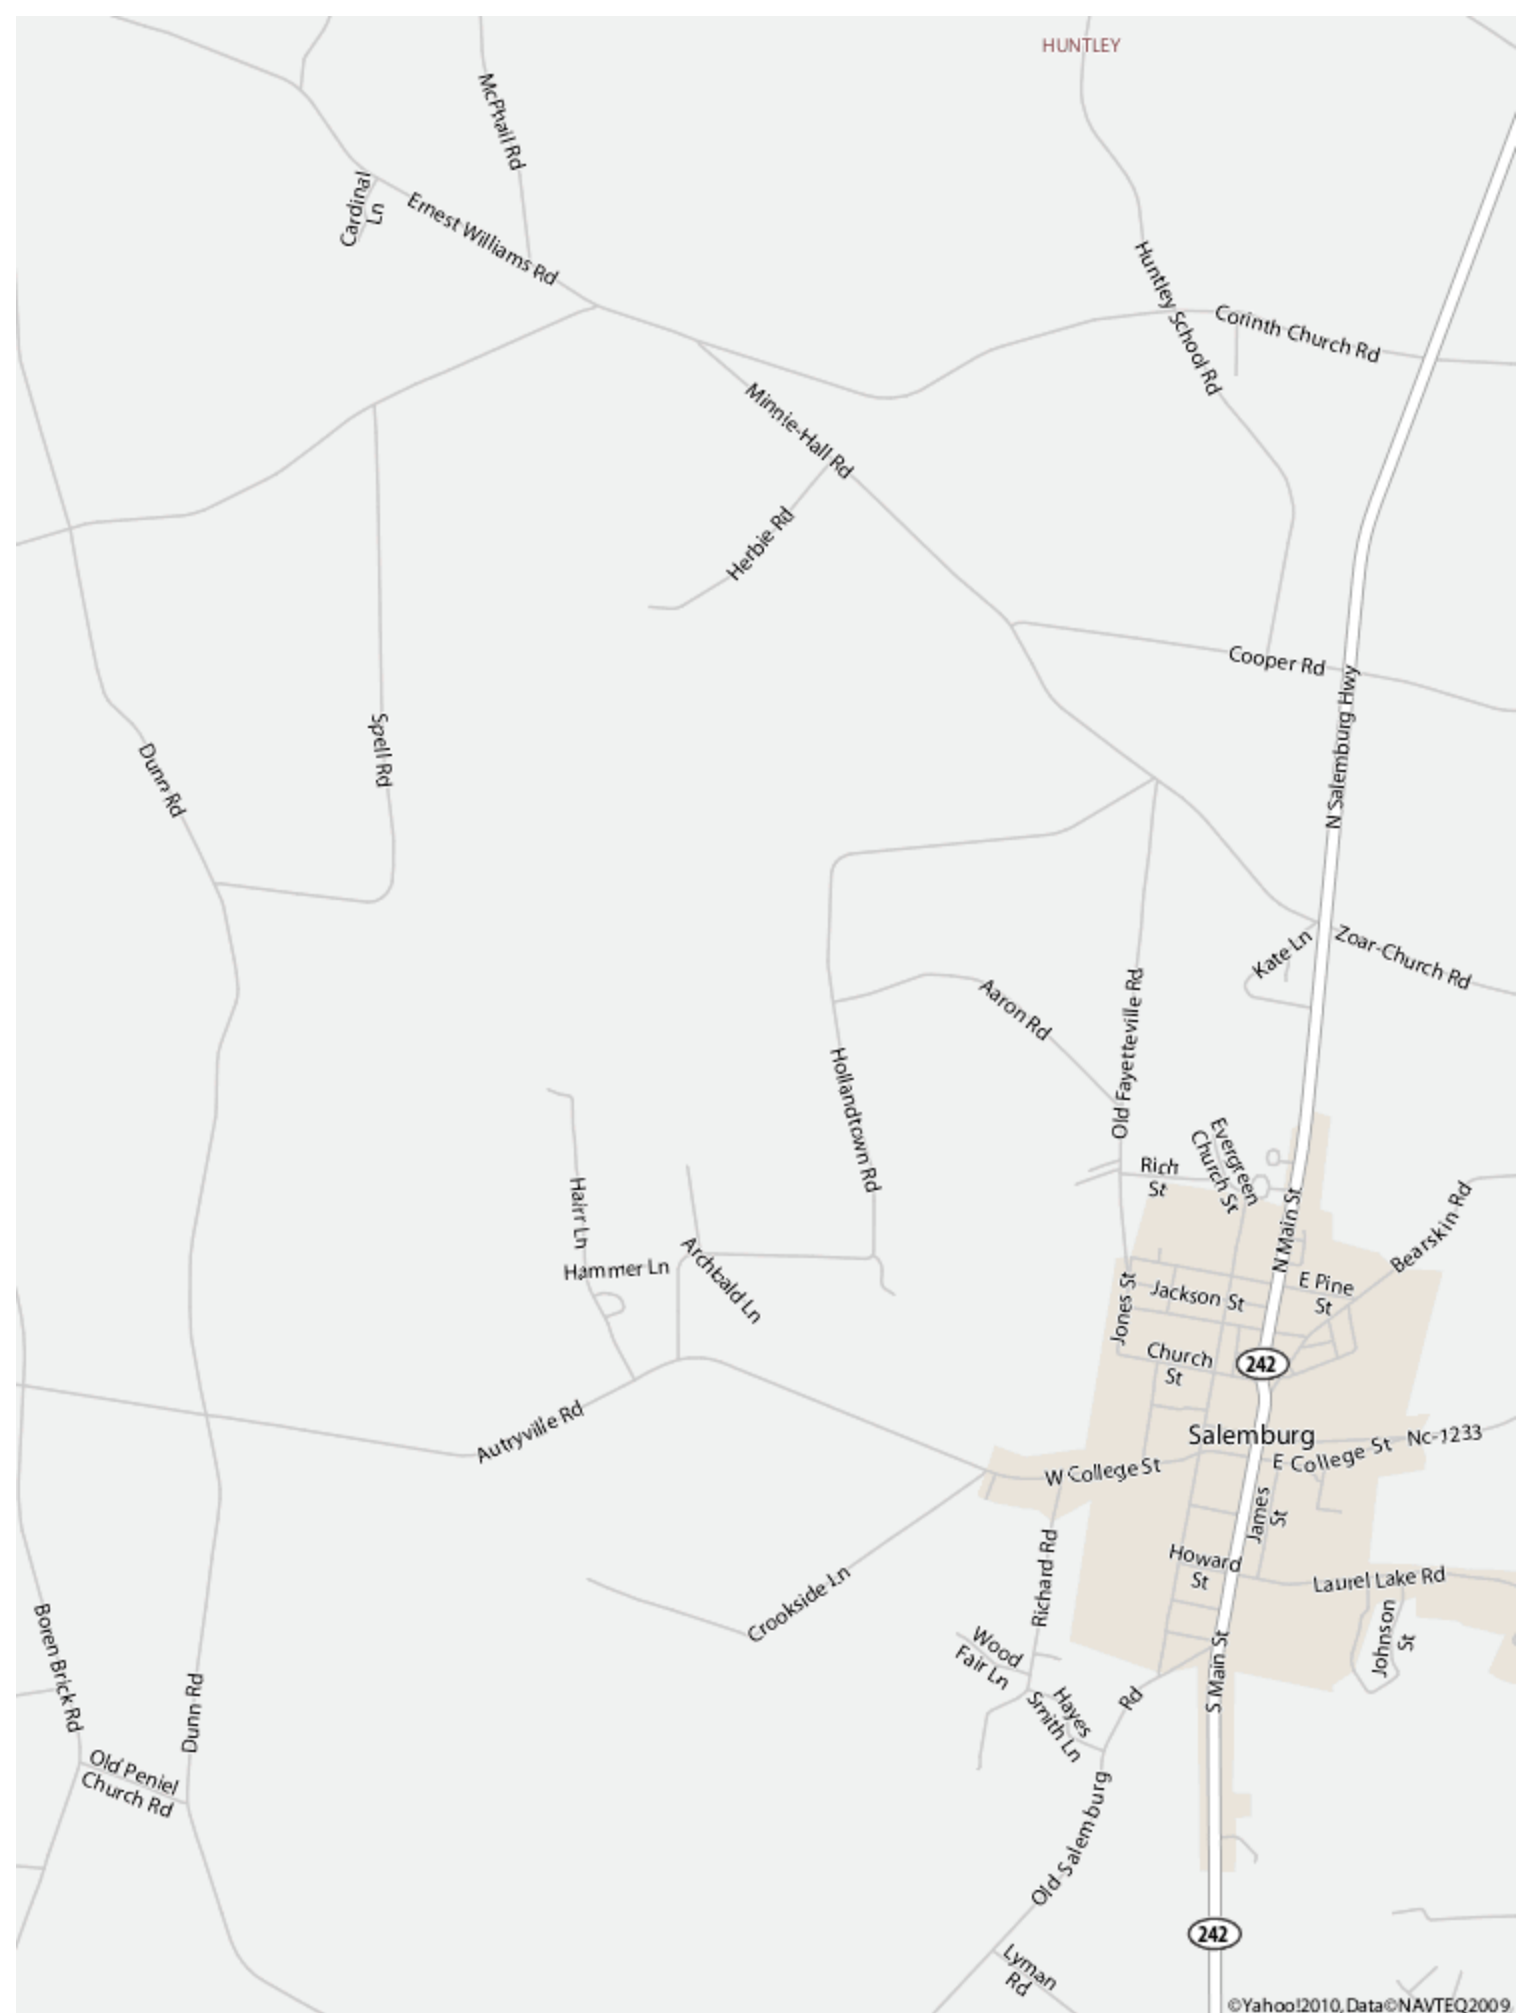 HUNTLEY
McPhail Rd
Cardinal
Ln
Ernest Williams Rd
Huntley School Rd
Corinth Church Rd
Minnie-Hall Rd
Herbie Rd
Cooper Rd
N Salemburg Hwy
Spell Rd
Dunn Rd
Kate Ln
Zoar-Church Rd
Aaron Rd
Old Fayetteville Rd
Hollandtown Rd
Evergreen
Church St
Rich
St
Hairr Ln
N Main St
Bearskin Rd
Hammer Ln
Archbald Ln
Jones St
Jackson St
E Pine
St
Church
St
242
Autryville Rd
Salemburg
W College St
E College St
Nc-1233
James
St
Richard Rd
Howard
St
Laurel Lake Rd
Crookside Ln
Boren Brick Rd
Wood
Fair Ln
Johnson
St
S Main St
Dunn Rd
Hayes
Smith Ln
Old Salemburg Rd
Old Peniel
Church Rd
242
Lyman
Rd
©Yahoo!2010, Data©NAVTEQ2009